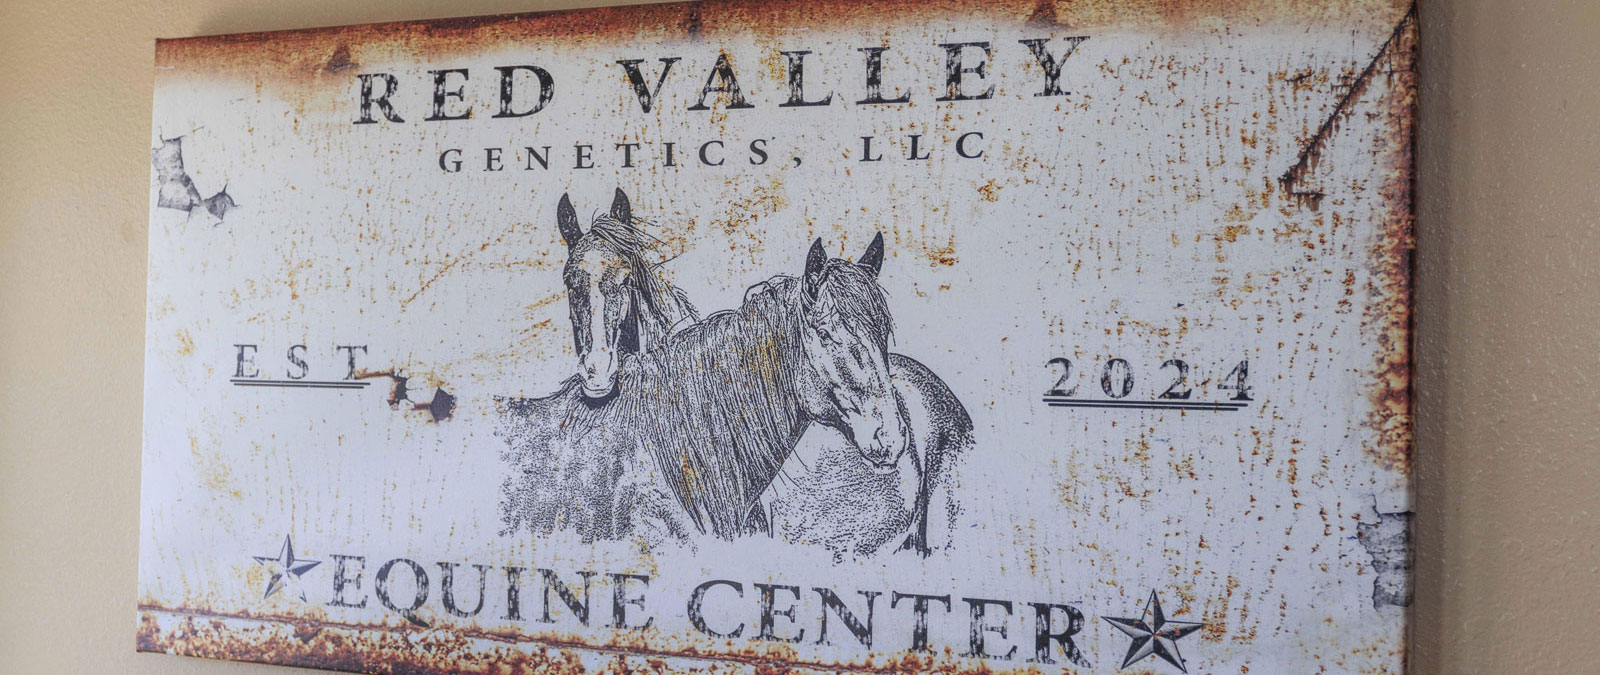 RED VALLEY
GENETICS, LLC
EST 2024
EQUINE CENTER